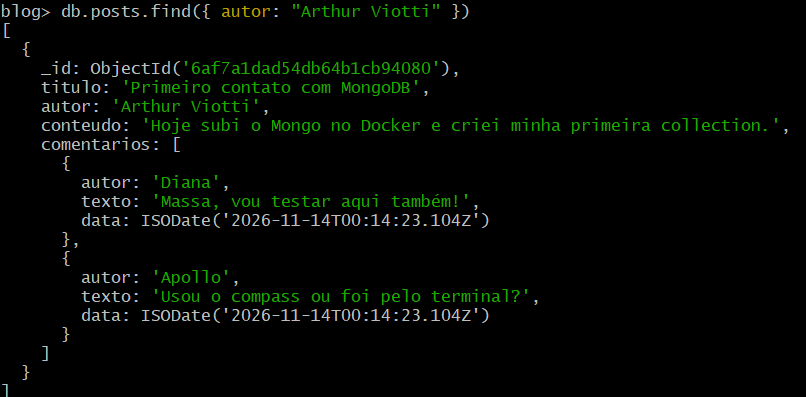 blog> db.posts.find({ autor: "Arthur Viotti" })
[
  {
    _id: ObjectId('6af7a1dad54db64b1cb94080'),
    titulo: 'Primeiro contato com MongoDB',
    autor: 'Arthur Viotti',
    conteudo: 'Hoje subi o Mongo no Docker e criei minha primeira collection.',
    comentarios: [
      {
        autor: 'Diana',
        texto: 'Massa, vou testar aqui também!',
        data: ISODate('2026-11-14T00:14:23.104Z')
      },
      {
        autor: 'Apollo',
        texto: 'Usou o compass ou foi pelo terminal?',
        data: ISODate('2026-11-14T00:14:23.104Z')
      }
    ]
  }
]